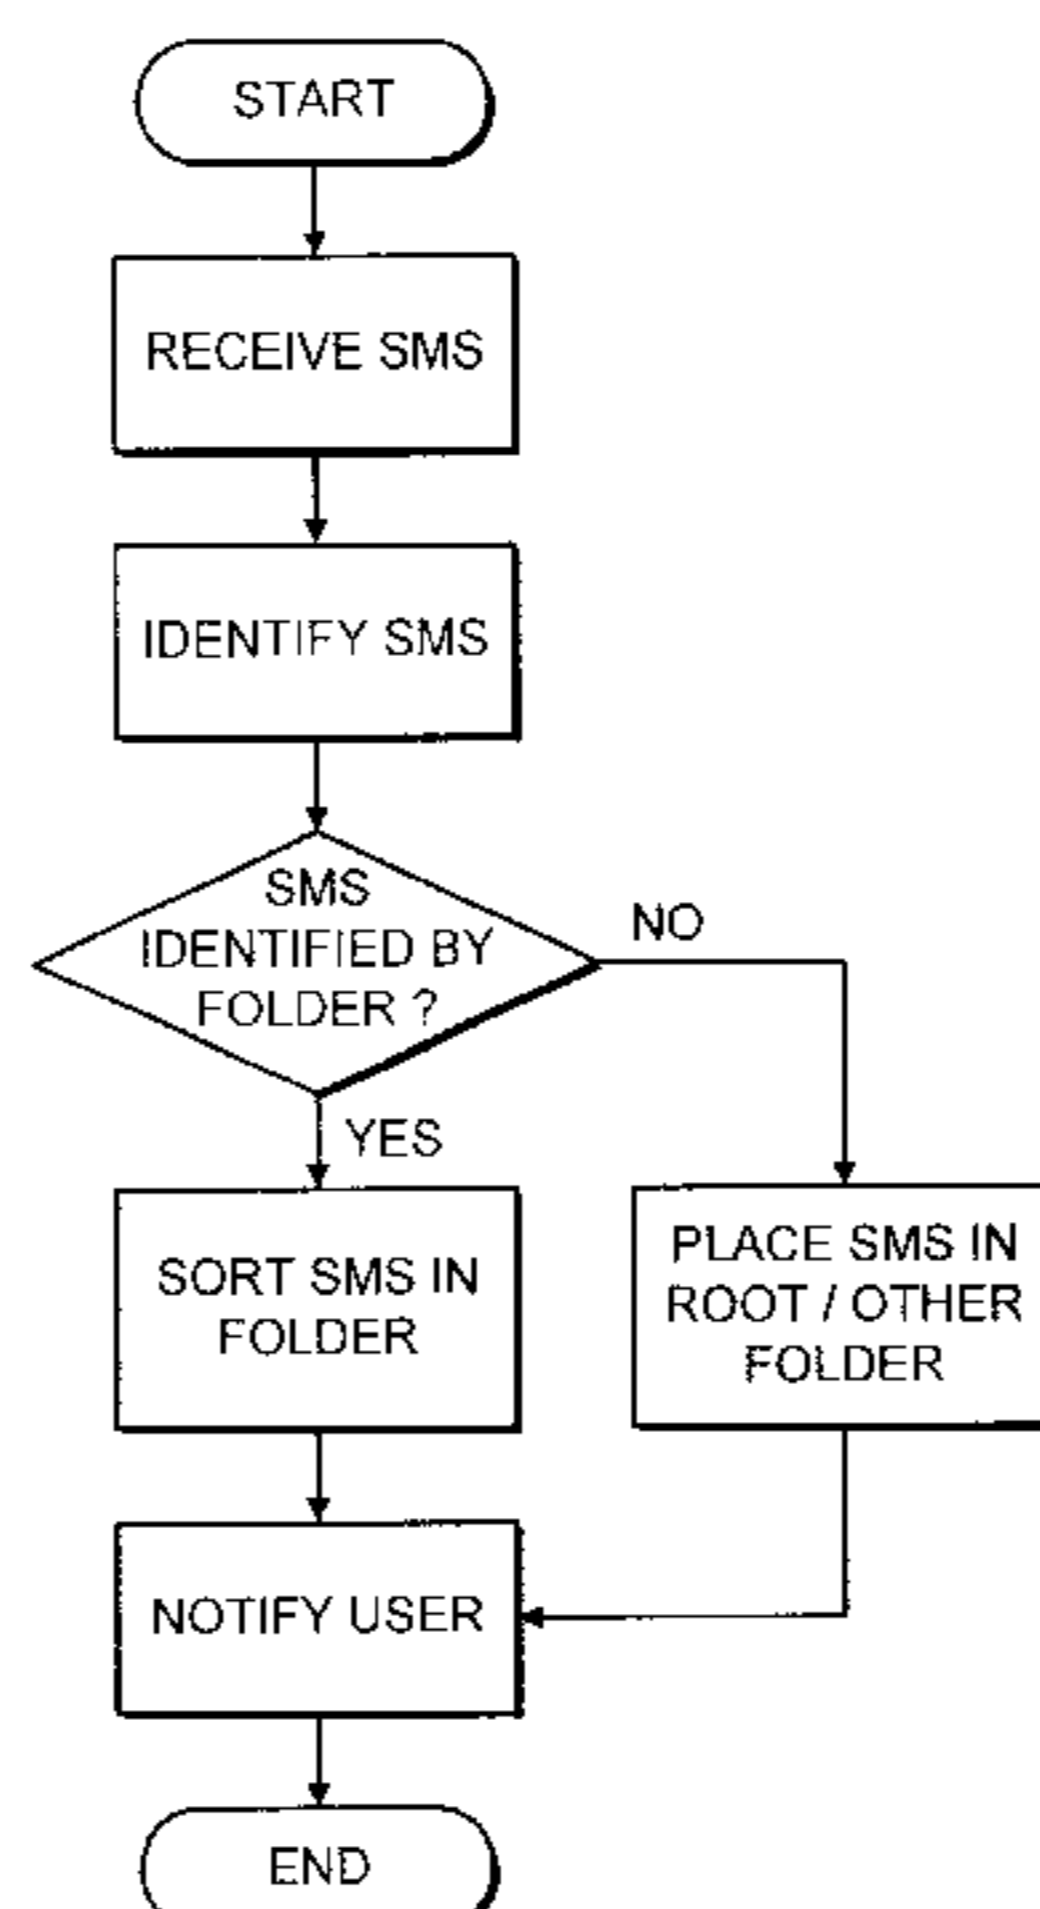 START
RECEIVE SMS
IDENTIFY SMS
SMS
IDENTIFIED BY
FOLDER ?
NO
YES
SORT SMS IN
FOLDER
PLACE SMS IN
ROOT / OTHER
FOLDER
NOTIFY USER
END